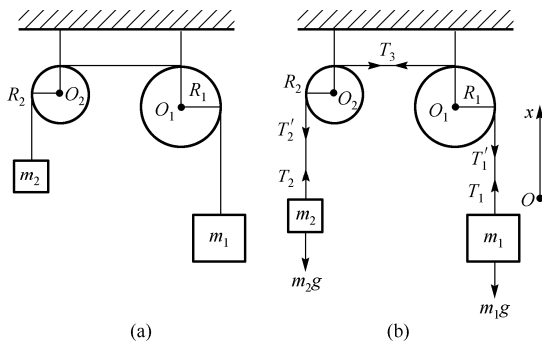 R₂ O₂ R₁ O₁
m₂
m₁
(a)
T₃
R₂ O₂ R₁ O₁
T₂′ T₁′ x
T₂ T₁ O
m₂ m₁
m₂g m₁g
(b)